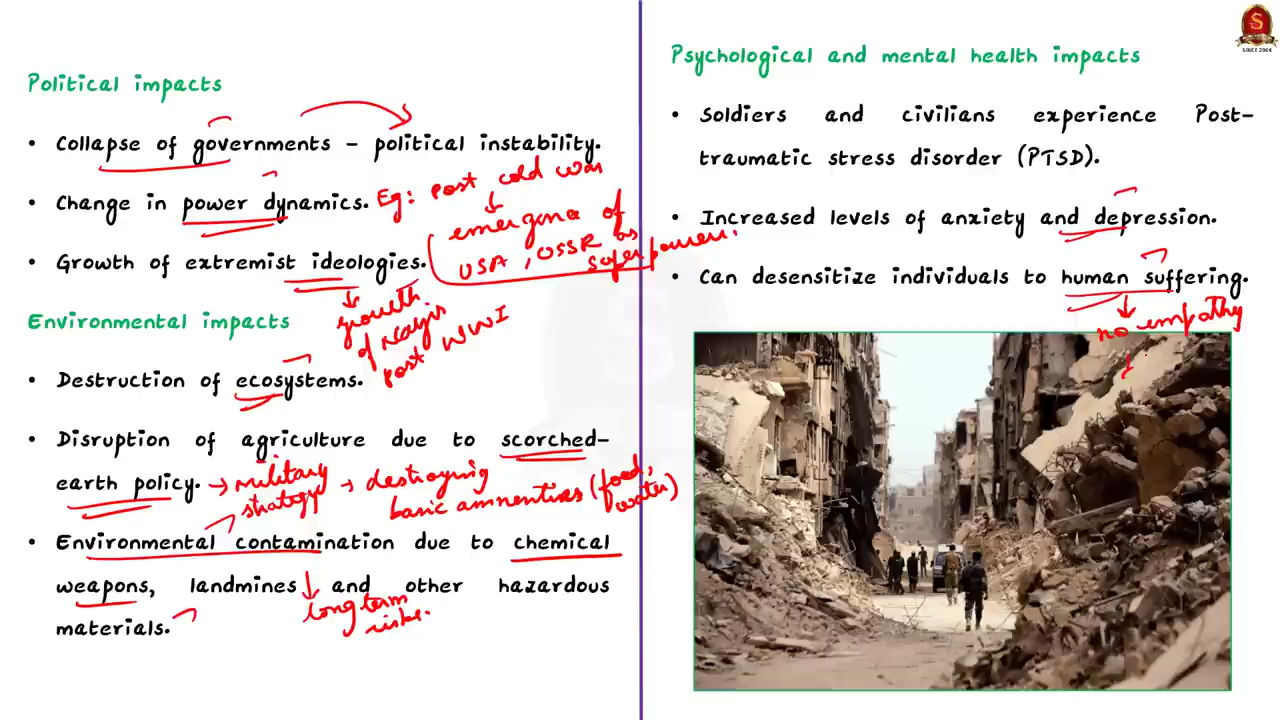 Political impacts
• Collapse of governments – political instability.
• Change in power dynamics. Eg: post cold war
↓
emergence of
USA, USSR as
super powers.
• Growth of extremist ideologies.
↓
growth
of Nazis
post WWI
Environmental impacts
• Destruction of ecosystems.
• Disruption of agriculture due to scorched-
earth policy. → military
strategy → destroying
basic amnentises (food,
water)
• Environmental contamination due to chemical
weapons, landmines and other hazardous
materials.
↓
long term
risks.
Psychological and mental health impacts
• Soldiers and civilians experience Post-
traumatic stress disorder (PTSD).
• Increased levels of anxiety and depression.
• Can desensitize individuals to human suffering.
↓
no empathy
↓
S
SINCE 2004